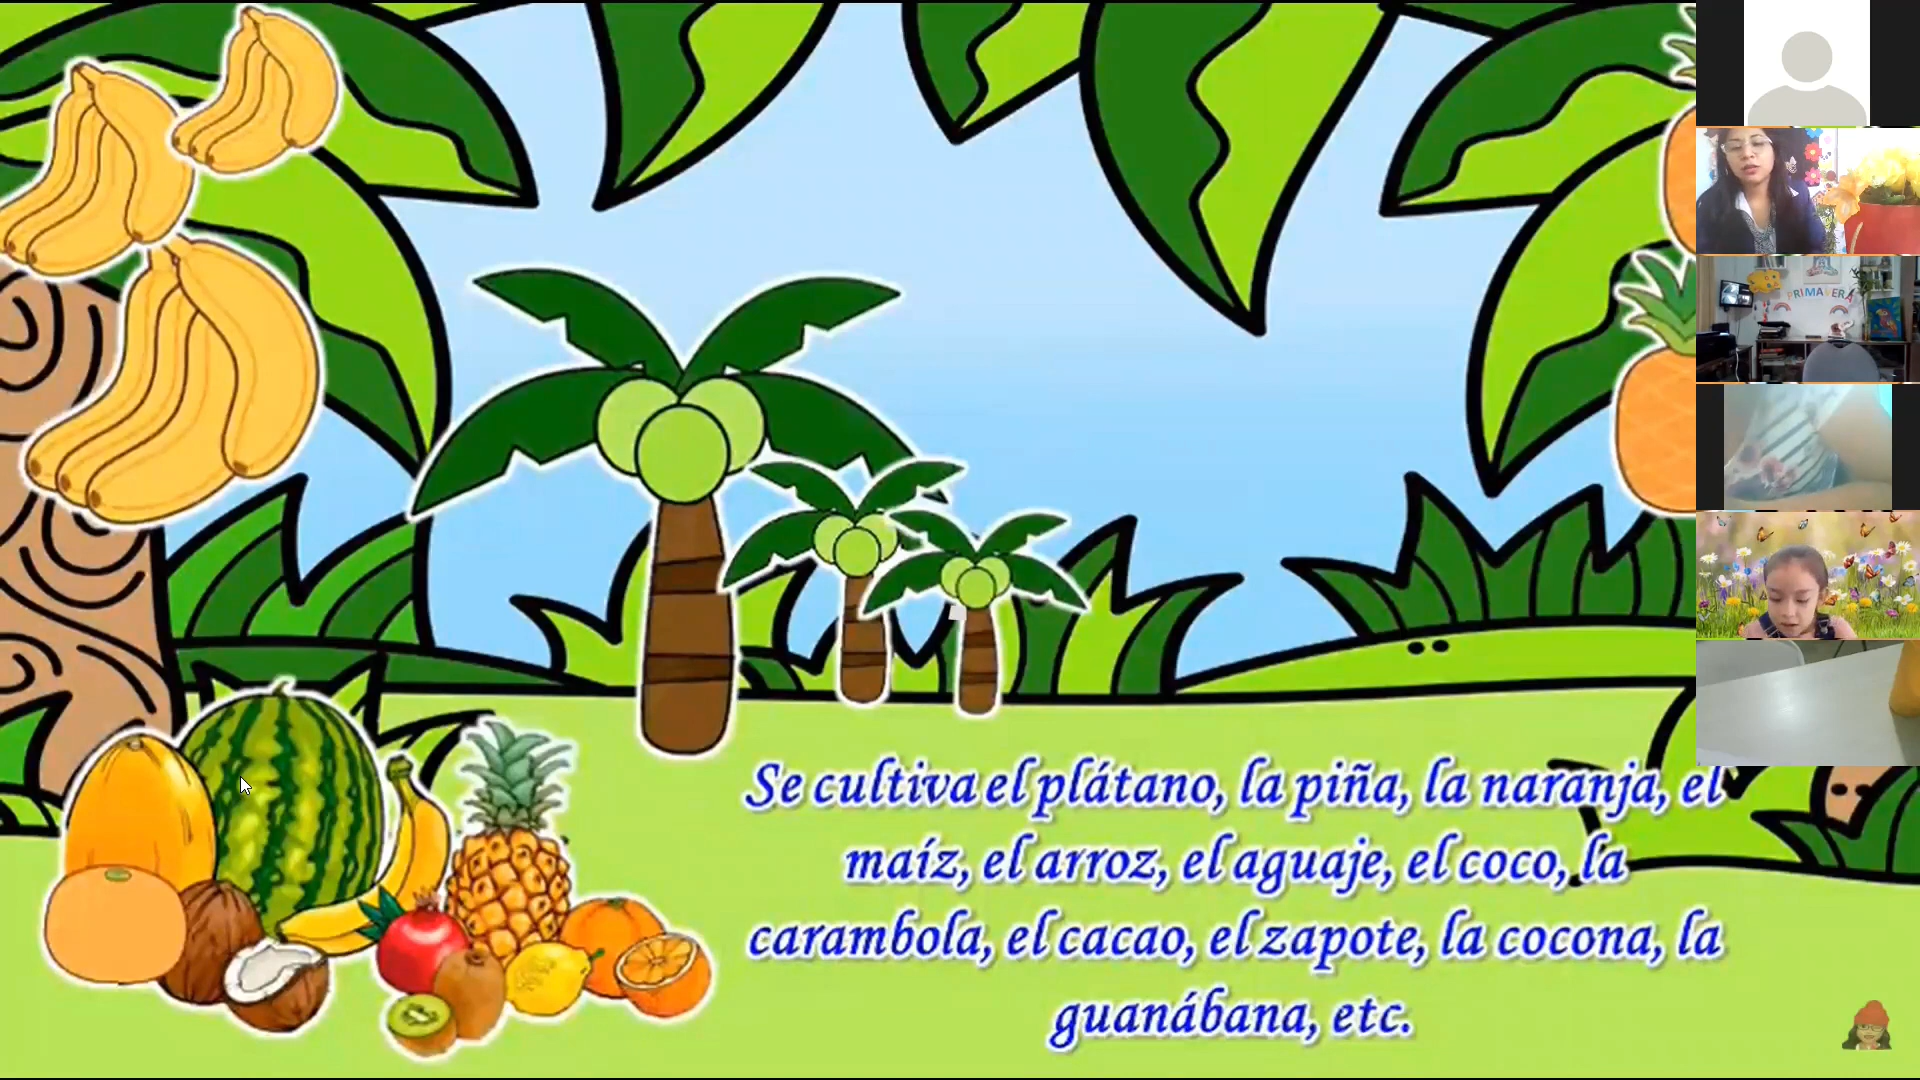 PRIMAVERA
Se cultiva el plátano, la piña, la naranja, el
maíz, el arroz, el aguaje, el coco, la
carambola, el cacao, el zapote, la cocona, la
guanábana, etc.